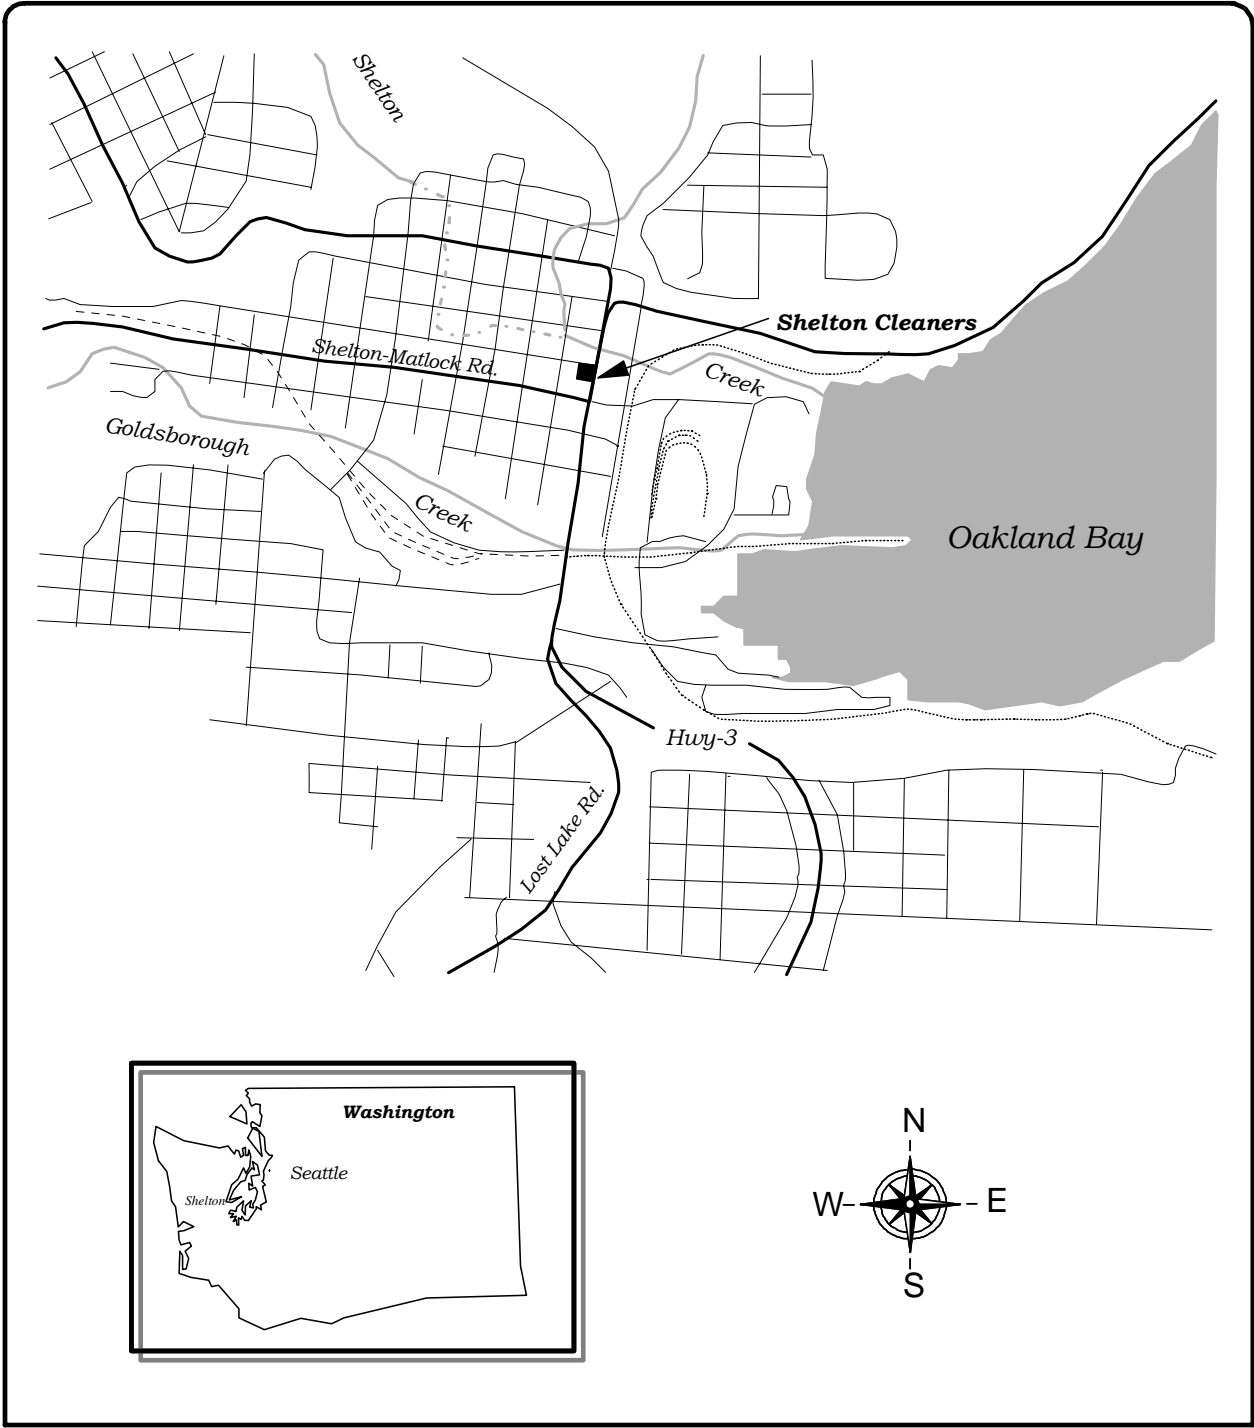 Shelton
Shelton Cleaners
Shelton-Matlock Rd.
Creek
Goldsborough
Creek
Oakland Bay
Hwy-3
Lost Lake Rd.
Washington
Seattle
Shelton
N
W
E
S